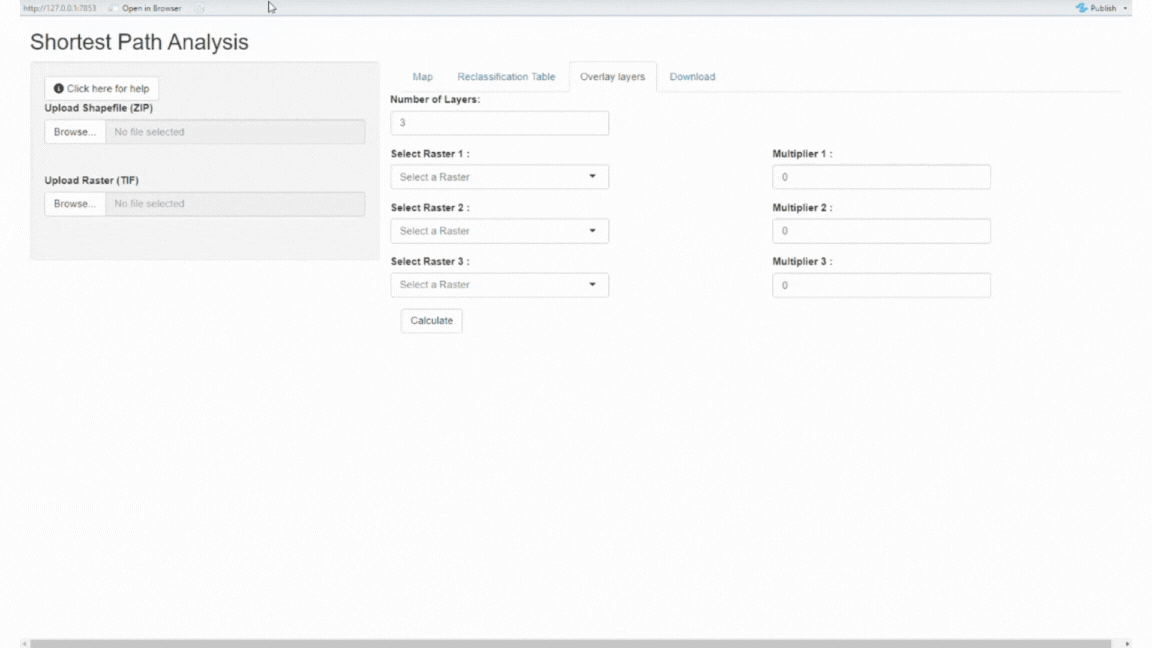 http://127.0.0.1:7853 Open in Browser Publish
Shortest Path Analysis
Click here for help
Upload Shapefile (ZIP)
Browse... No file selected
Upload Raster (TIF)
Browse... No file selected
Map Reclassification Table Overlay layers Download
Number of Layers:
3
Select Raster 1 : Multiplier 1 :
Select a Raster 0
Select Raster 2 : Multiplier 2 :
Select a Raster 0
Select Raster 3 : Multiplier 3 :
Select a Raster 0
Calculate